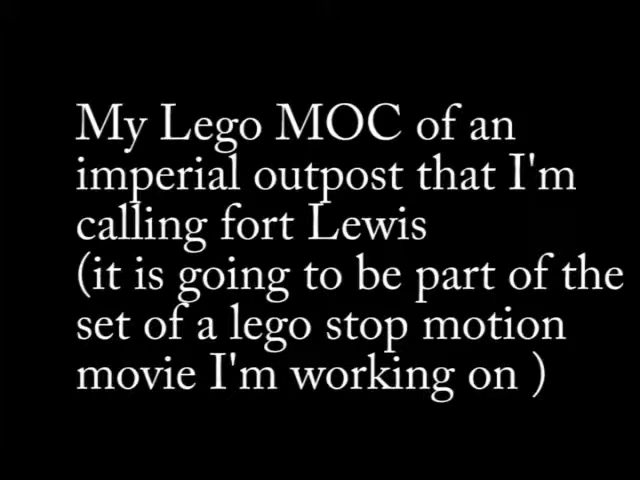 My Lego MOC of an
imperial outpost that I'm
calling fort Lewis
(it is going to be part of the
set of a lego stop motion
movie I'm working on )